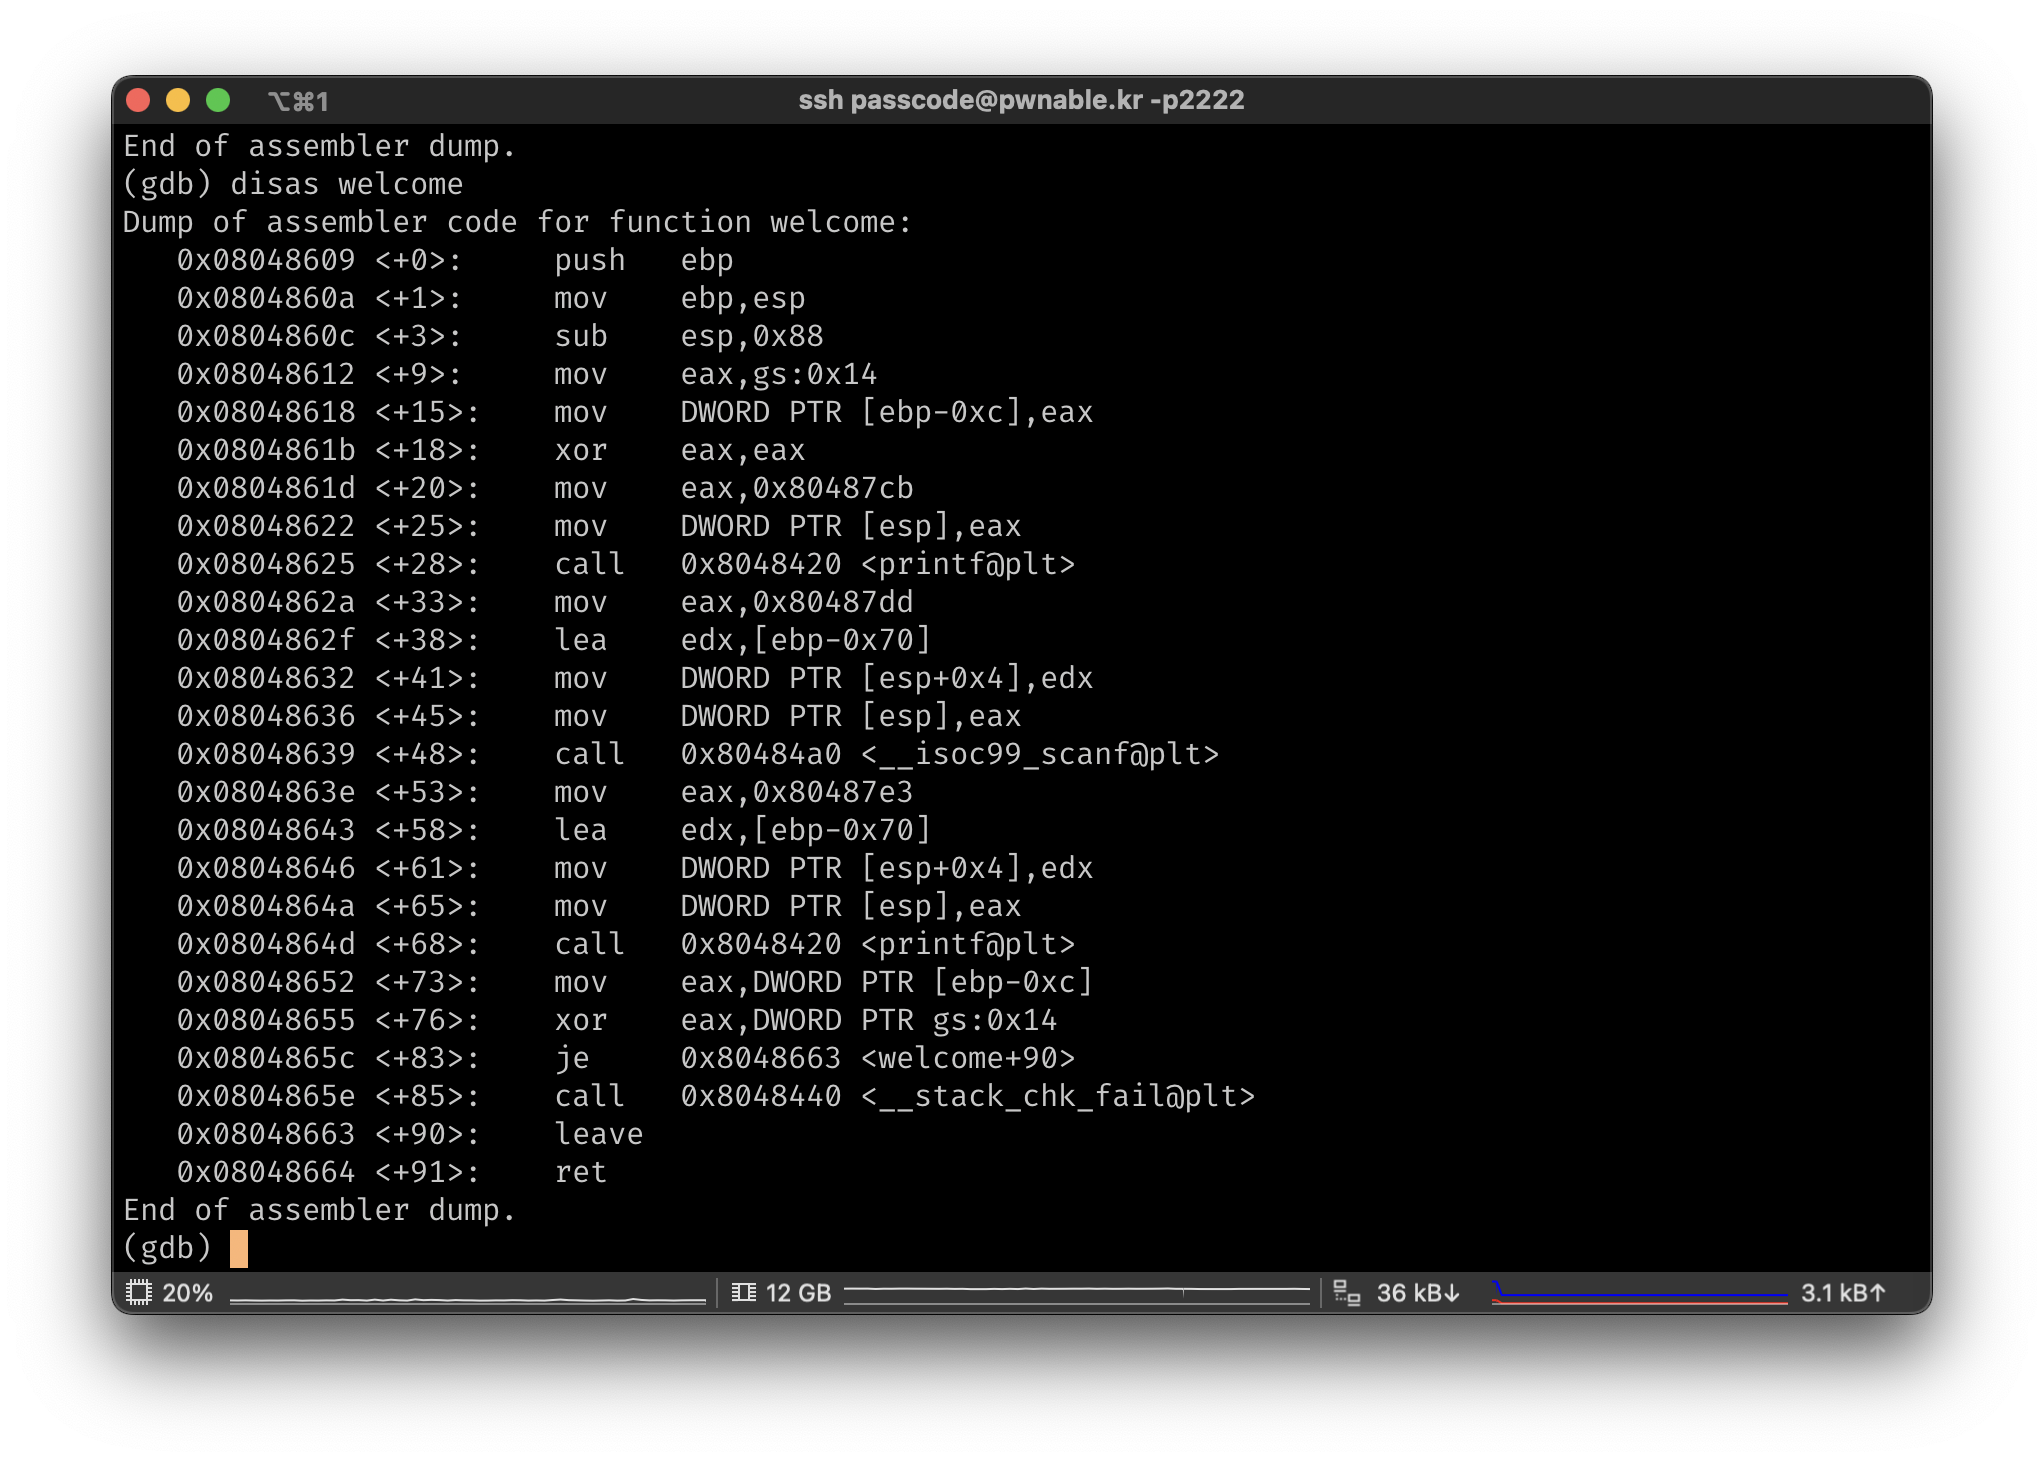 ⌥⌘1 ssh passcode@pwnable.kr -p2222
End of assembler dump.
(gdb) disas welcome
Dump of assembler code for function welcome:
   0x08048609 <+0>:     push   ebp
   0x0804860a <+1>:     mov    ebp,esp
   0x0804860c <+3>:     sub    esp,0x88
   0x08048612 <+9>:     mov    eax,gs:0x14
   0x08048618 <+15>:    mov    DWORD PTR [ebp-0xc],eax
   0x0804861b <+18>:    xor    eax,eax
   0x0804861d <+20>:    mov    eax,0x80487cb
   0x08048622 <+25>:    mov    DWORD PTR [esp],eax
   0x08048625 <+28>:    call   0x8048420 <printf@plt>
   0x0804862a <+33>:    mov    eax,0x80487dd
   0x0804862f <+38>:    lea    edx,[ebp-0x70]
   0x08048632 <+41>:    mov    DWORD PTR [esp+0x4],edx
   0x08048636 <+45>:    mov    DWORD PTR [esp],eax
   0x08048639 <+48>:    call   0x80484a0 <__isoc99_scanf@plt>
   0x0804863e <+53>:    mov    eax,0x80487e3
   0x08048643 <+58>:    lea    edx,[ebp-0x70]
   0x08048646 <+61>:    mov    DWORD PTR [esp+0x4],edx
   0x0804864a <+65>:    mov    DWORD PTR [esp],eax
   0x0804864d <+68>:    call   0x8048420 <printf@plt>
   0x08048652 <+73>:    mov    eax,DWORD PTR [ebp-0xc]
   0x08048655 <+76>:    xor    eax,DWORD PTR gs:0x14
   0x0804865c <+83>:    je     0x8048663 <welcome+90>
   0x0804865e <+85>:    call   0x8048440 <__stack_chk_fail@plt>
   0x08048663 <+90>:    leave
   0x08048664 <+91>:    ret
End of assembler dump.
(gdb)
20% 12 GB 36 kB↓ 3.1 kB↑